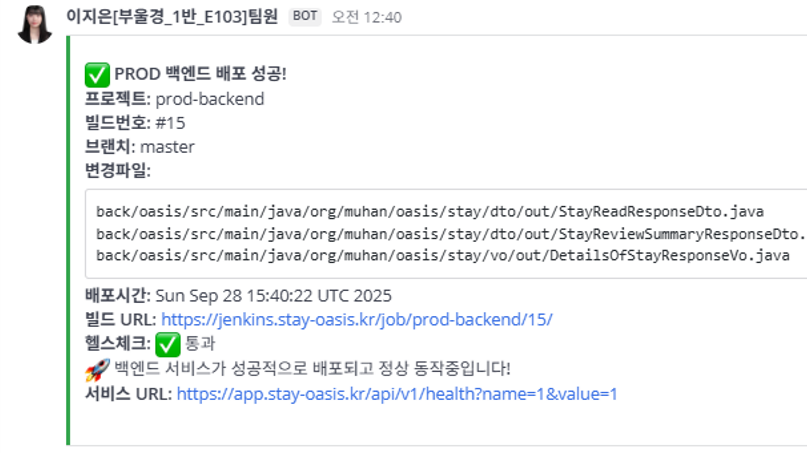 이지은[부울경_1반_E103]팀원 BOT 오전 12:40
✅ PROD 백엔드 배포 성공!
프로젝트: prod-backend
빌드번호: #15
브랜치: master
변경파일:
back/oasis/src/main/java/org/muhan/oasis/stay/dto/out/StayReadResponseDto.java
back/oasis/src/main/java/org/muhan/oasis/stay/dto/out/StayReviewSummaryResponseDto.
back/oasis/src/main/java/org/muhan/oasis/stay/vo/out/DetailsOfStayResponseVo.java
배포시간: Sun Sep 28 15:40:22 UTC 2025
빌드 URL: https://jenkins.stay-oasis.kr/job/prod-backend/15/
헬스체크: ✅ 통과
🚀 백엔드 서비스가 성공적으로 배포되고 정상 동작중입니다!
서비스 URL: https://app.stay-oasis.kr/api/v1/health?name=1&value=1